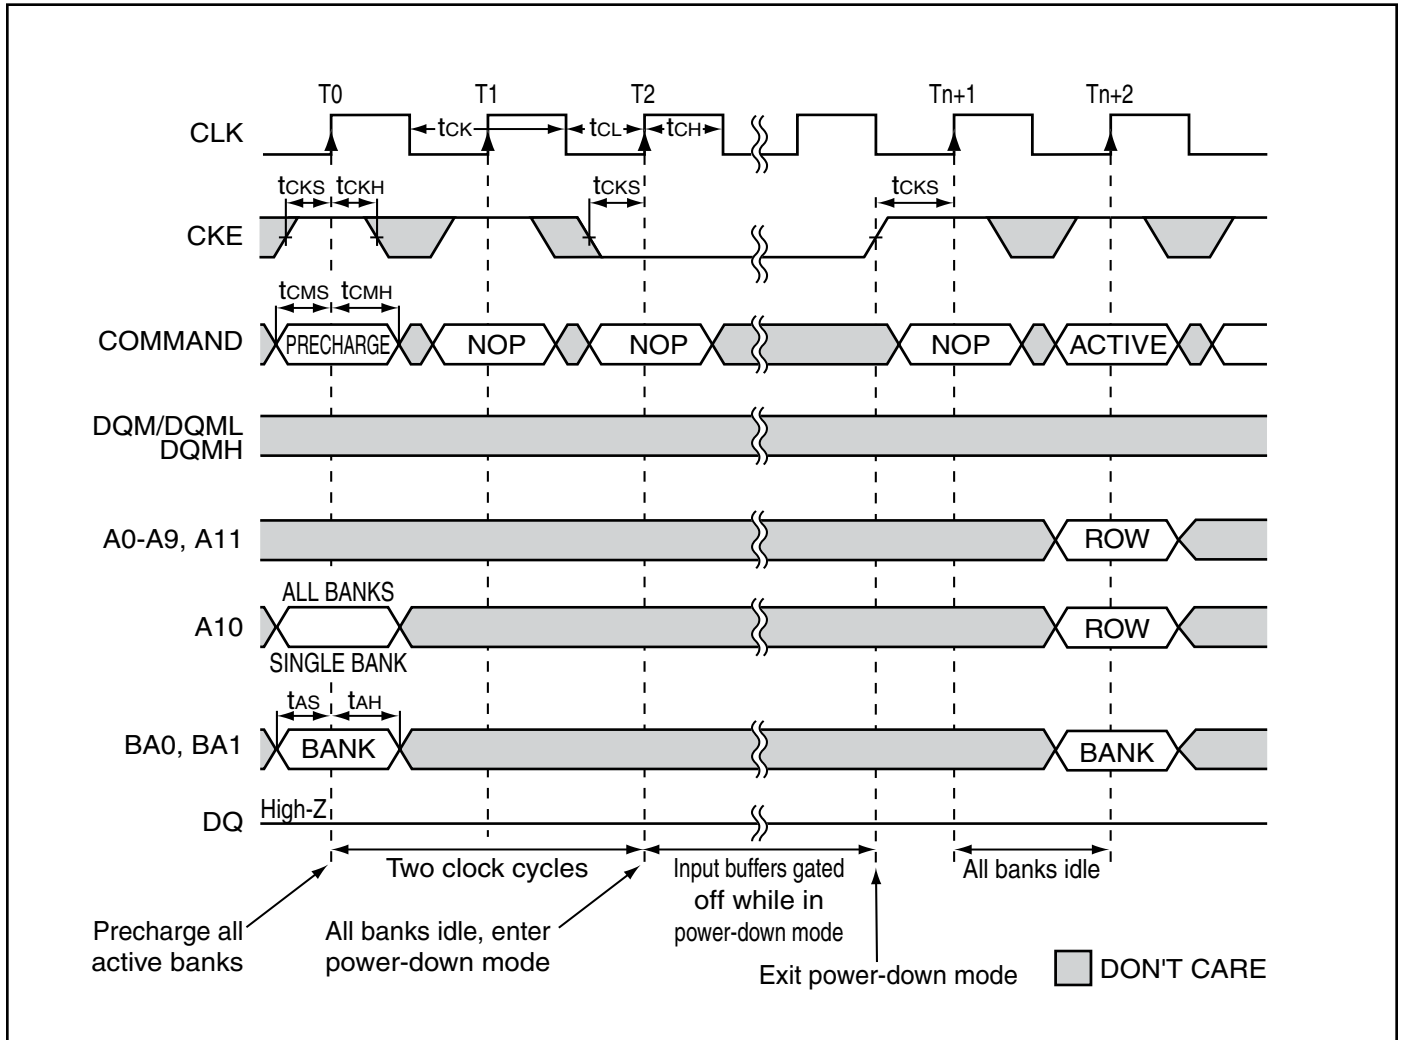 T0 T1 T2 Tn+1 Tn+2
CLK
tCK tCL tCH
tCKS tCKH tCKS tCKS
CKE
tCMS tCMH
COMMAND PRECHARGE NOP NOP NOP ACTIVE
DQM/DQML
DQMH
A0-A9, A11 ROW
ALL BANKS
A10 ROW
SINGLE BANK
tAS tAH
BA0, BA1 BANK BANK
High-Z
DQ
Two clock cycles
Input buffers gated
off while in
power-down mode
All banks idle
Precharge all
active banks
All banks idle, enter
power-down mode
Exit power-down mode
DON'T CARE